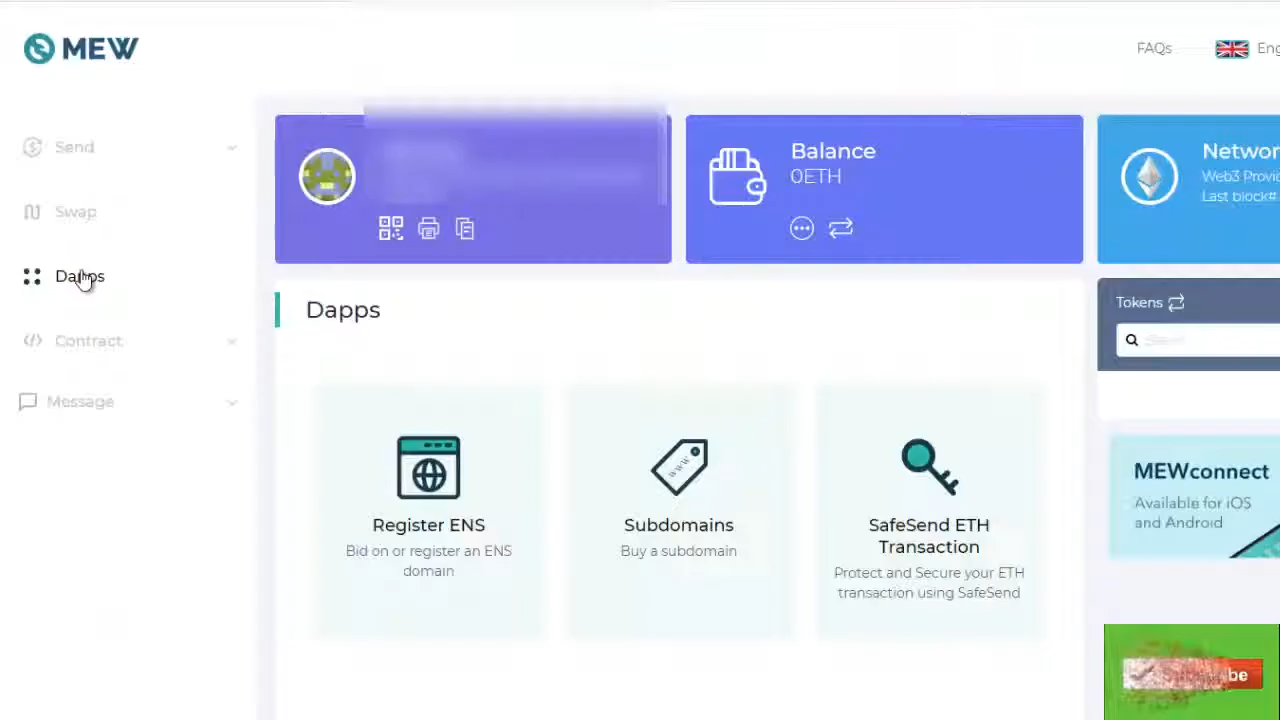 MEW
FAQs
Eng
Send
Swap
Dapps
Contract
Message
Balance
0ETH
Networ
Web3 Provid
Last block#
Dapps
Tokens
Register ENS
Bid on or register an ENS
domain
www
Subdomains
Buy a subdomain
SafeSend ETH
Transaction
Protect and Secure your ETH
transaction using SafeSend
MEWconnect
Available for iOS
and Android